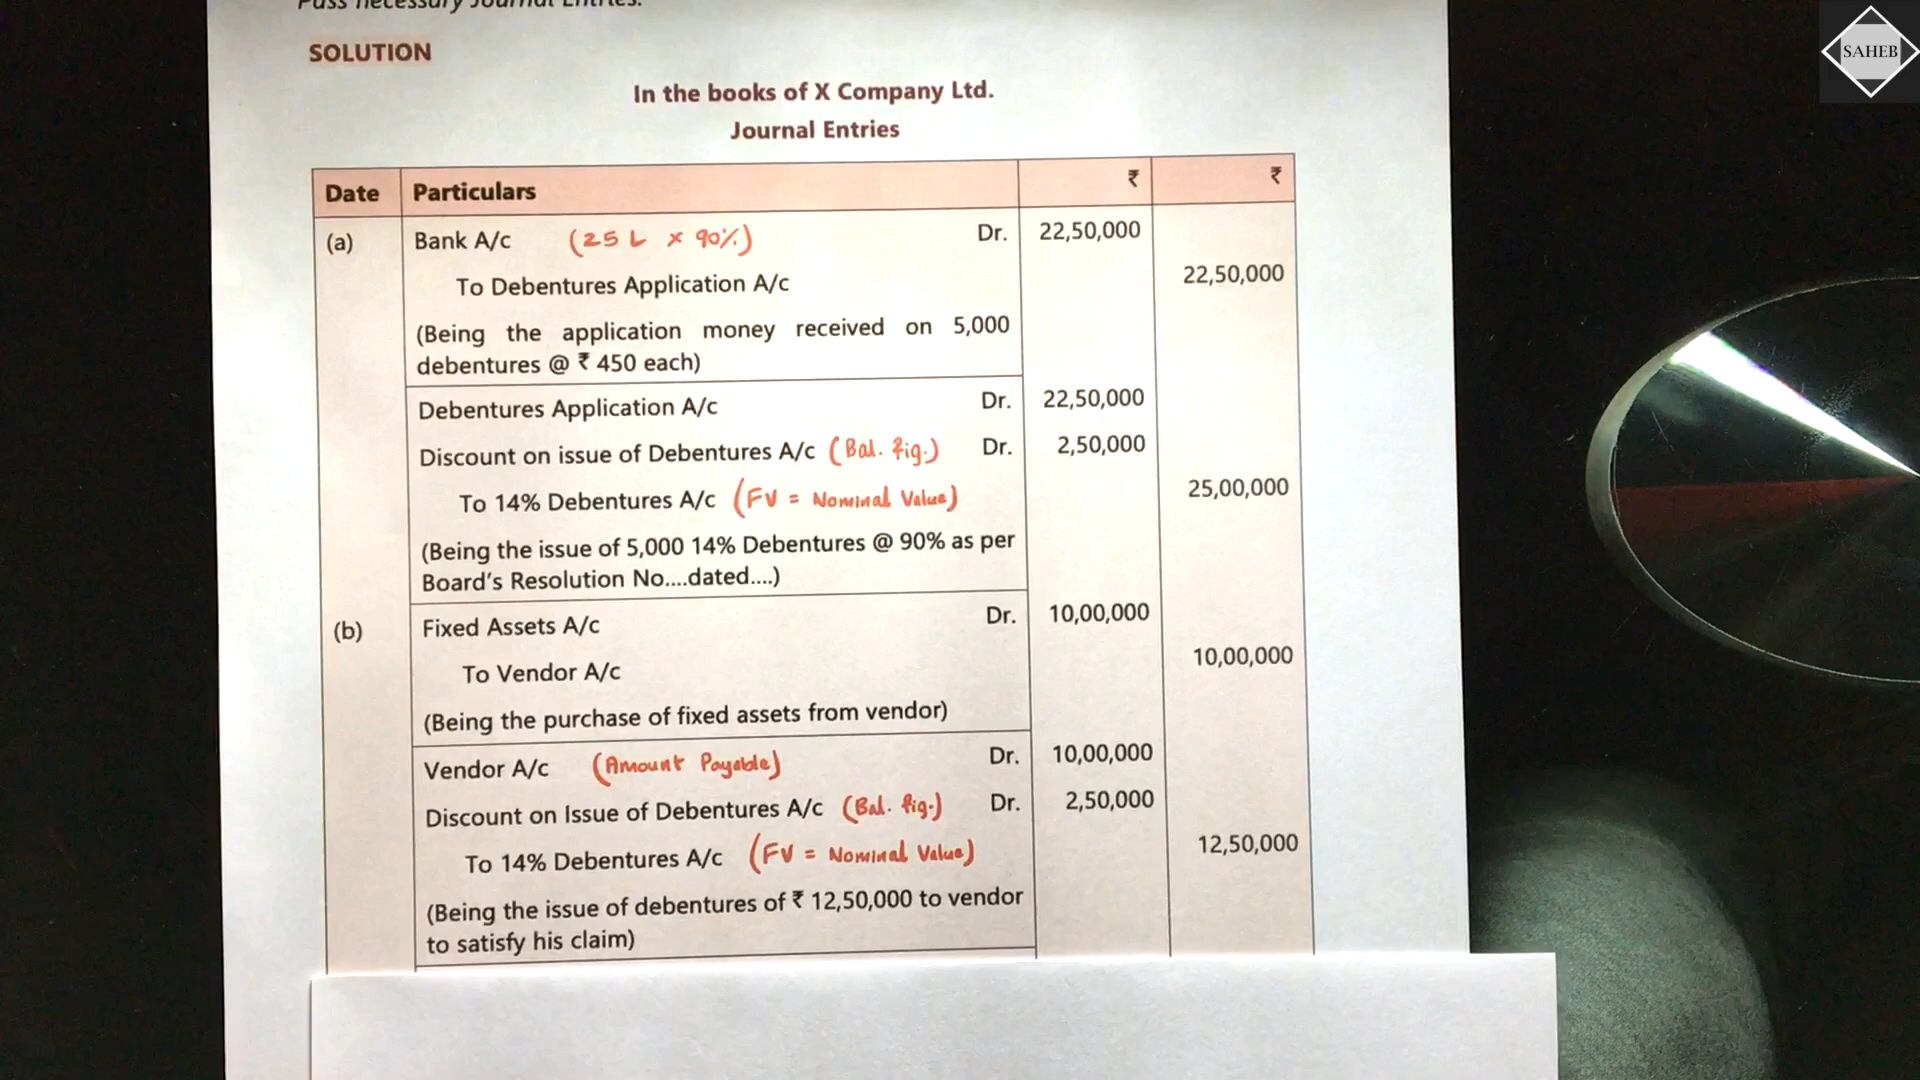 Pass necessary Journal Entries.
SAHEB
SOLUTION
In the books of X Company Ltd.
Journal Entries
Date Particulars ₹ ₹
(a) Bank A/c (25 L x 90%) Dr. 22,50,000
To Debentures Application A/c 22,50,000
(Being the application money received on 5,000
debentures @ ₹ 450 each)
Debentures Application A/c Dr. 22,50,000
Discount on issue of Debentures A/c (Bal. fig.) Dr. 2,50,000
To 14% Debentures A/c (FV = Nominal Value) 25,00,000
(Being the issue of 5,000 14% Debentures @ 90% as per
Board's Resolution No....dated....)
(b) Fixed Assets A/c Dr. 10,00,000
To Vendor A/c 10,00,000
(Being the purchase of fixed assets from vendor)
Vendor A/c (Amount Payable) Dr. 10,00,000
Discount on Issue of Debentures A/c (Bal. fig.) Dr. 2,50,000
To 14% Debentures A/c (FV = Nominal Value) 12,50,000
(Being the issue of debentures of ₹ 12,50,000 to vendor
to satisfy his claim)